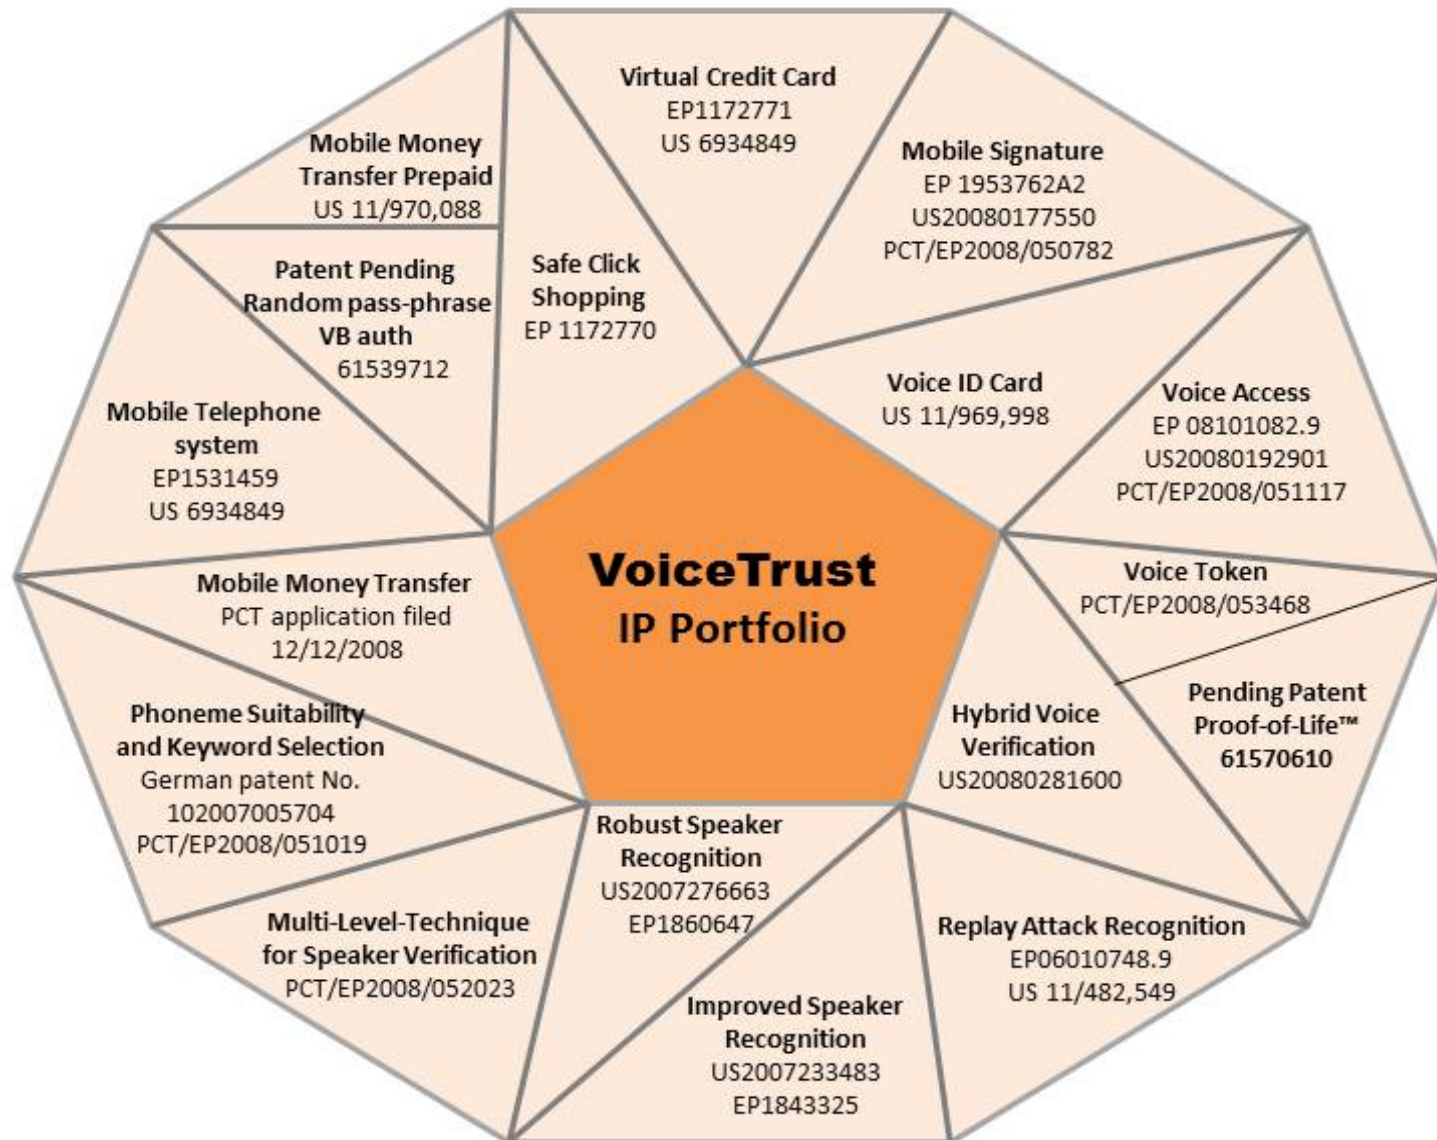 Virtual Credit Card
EP1172771
US 6934849
Mobile Signature
EP 1953762A2
US20080177550
PCT/EP2008/050782
Voice ID Card
US 11/969,998
Voice Access
EP 08101082.9
US20080192901
PCT/EP2008/051117
Voice Token
PCT/EP2008/053468
Pending Patent
Proof-of-Life™
61570610
Hybrid Voice
Verification
US20080281600
Replay Attack Recognition
EP06010748.9
US 11/482,549
Improved Speaker
Recognition
US2007233483
EP1843325
Robust Speaker
Recognition
US2007276663
EP1860647
Multi-Level-Technique
for Speaker Verification
PCT/EP2008/052023
Phoneme Suitability
and Keyword Selection
German patent No.
102007005704
PCT/EP2008/051019
Mobile Money Transfer
PCT application filed
12/12/2008
Mobile Telephone
system
EP1531459
US 6934849
Patent Pending
Random pass-phrase
VB auth
61539712
Mobile Money
Transfer Prepaid
US 11/970,088
Safe Click
Shopping
EP 1172770
VoiceTrust
IP Portfolio